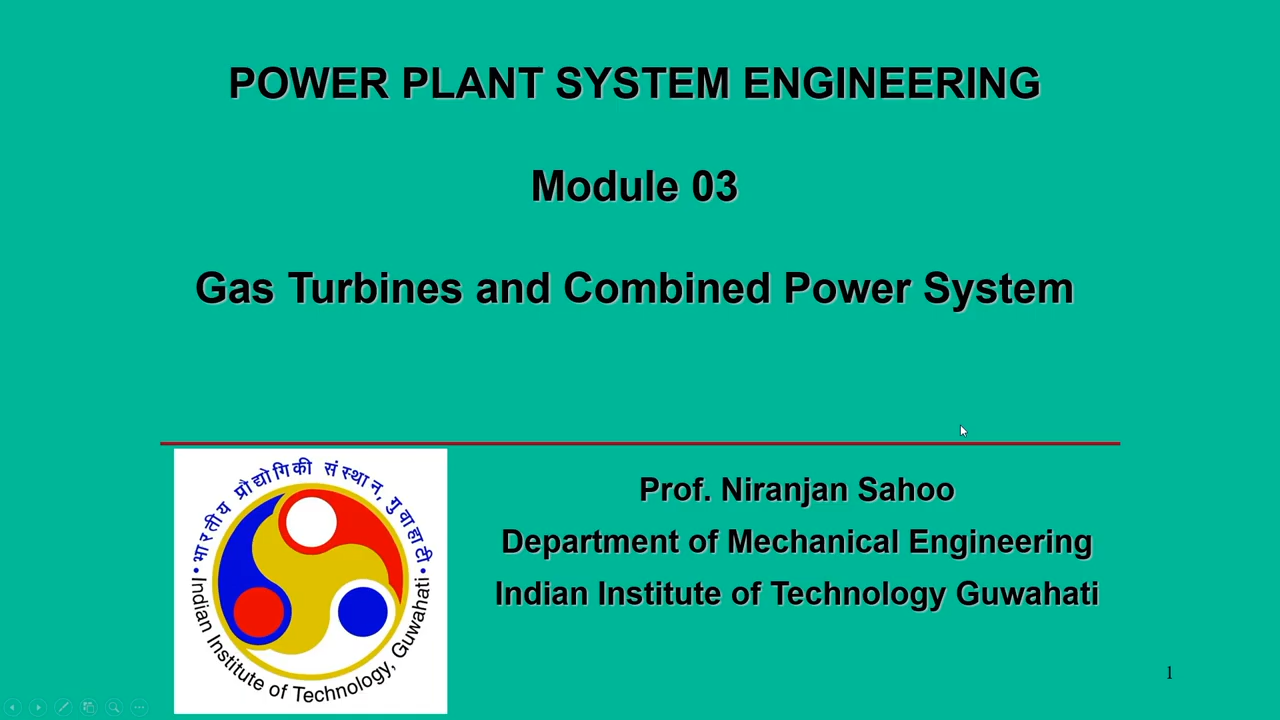 POWER PLANT SYSTEM ENGINEERING
Module 03
Gas Turbines and Combined Power System
भारतीय प्रौद्योगिकी संस्थान, गुवाहाटी
Indian Institute of Technology, Guwahati
Prof. Niranjan Sahoo
Department of Mechanical Engineering
Indian Institute of Technology Guwahati
1